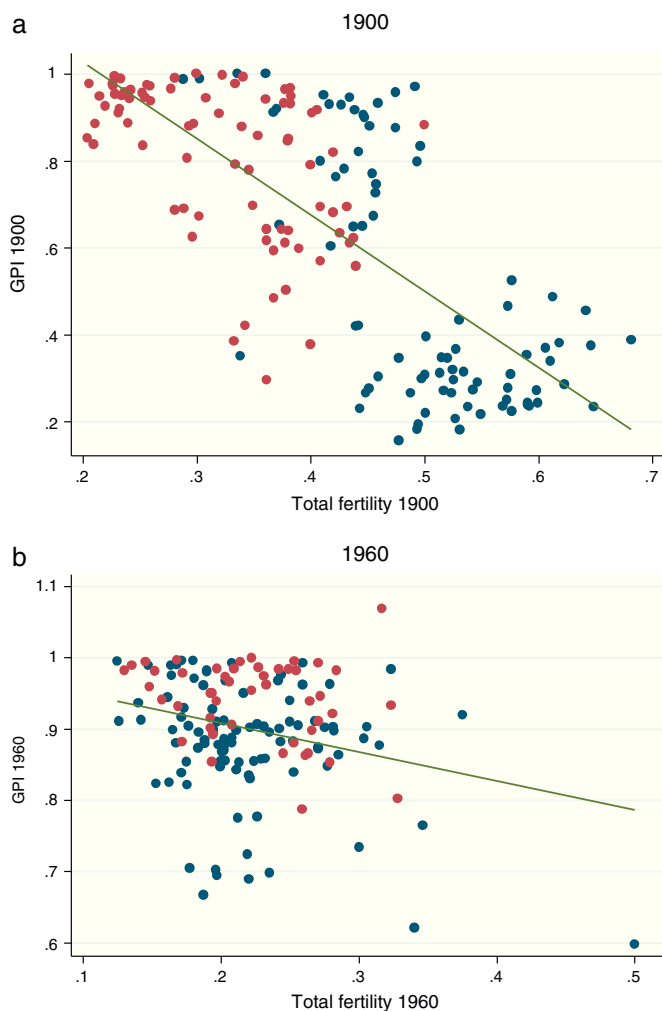 a
1900
1
.8
.6
.4
.2
GPI 1900
.2 .3 .4 .5 .6 .7
Total fertility 1900
b
1960
1.1
1
.9
.8
.7
.6
GPI 1960
.1 .2 .3 .4 .5
Total fertility 1960